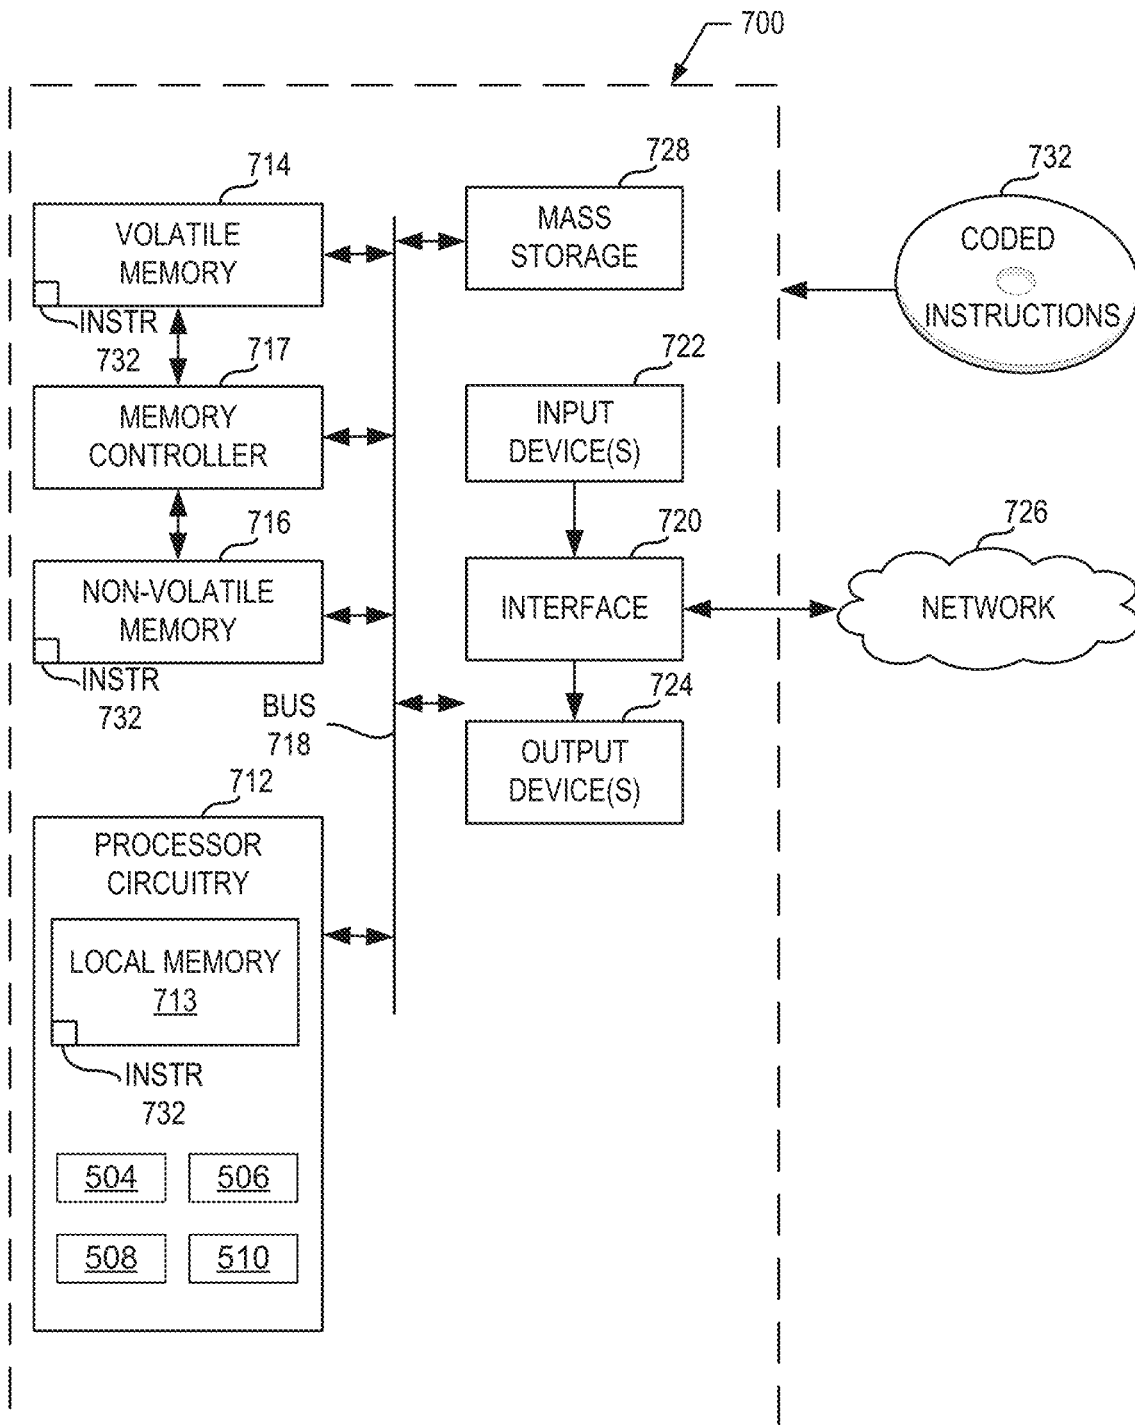 700
714
VOLATILE
MEMORY
INSTR
732
717
MEMORY
CONTROLLER
716
NON-VOLATILE
MEMORY
INSTR
732
BUS
718
712
PROCESSOR
CIRCUITRY
LOCAL MEMORY
713
INSTR
732
504
506
508
510
728
MASS
STORAGE
722
INPUT
DEVICE(S)
720
INTERFACE
724
OUTPUT
DEVICE(S)
732
CODED
INSTRUCTIONS
726
NETWORK